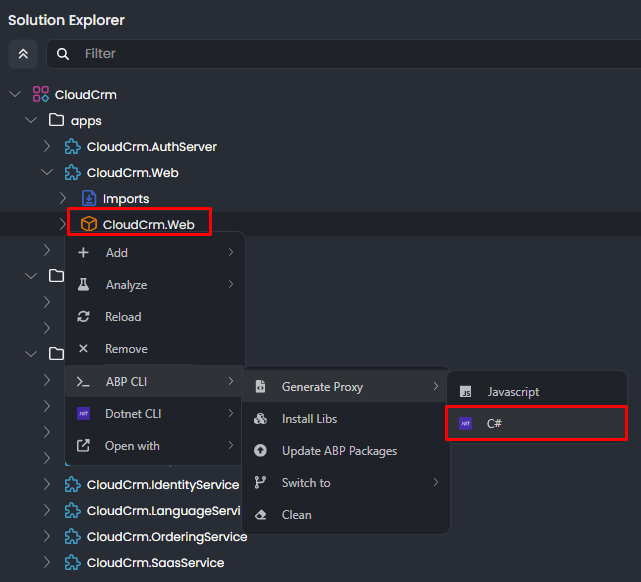 Solution Explorer
Filter
CloudCrm
apps
CloudCrm.AuthServer
CloudCrm.Web
Imports
CloudCrm.Web
Add
Analyze
Reload
Remove
ABP CLI
Dotnet CLI
Open with
Generate Proxy
Install Libs
Update ABP Packages
Switch to
Clean
JS
Javascript
.NET
C#
CloudCrm.IdentityService
CloudCrm.LanguageServi
CloudCrm.OrderingService
CloudCrm.SaasService